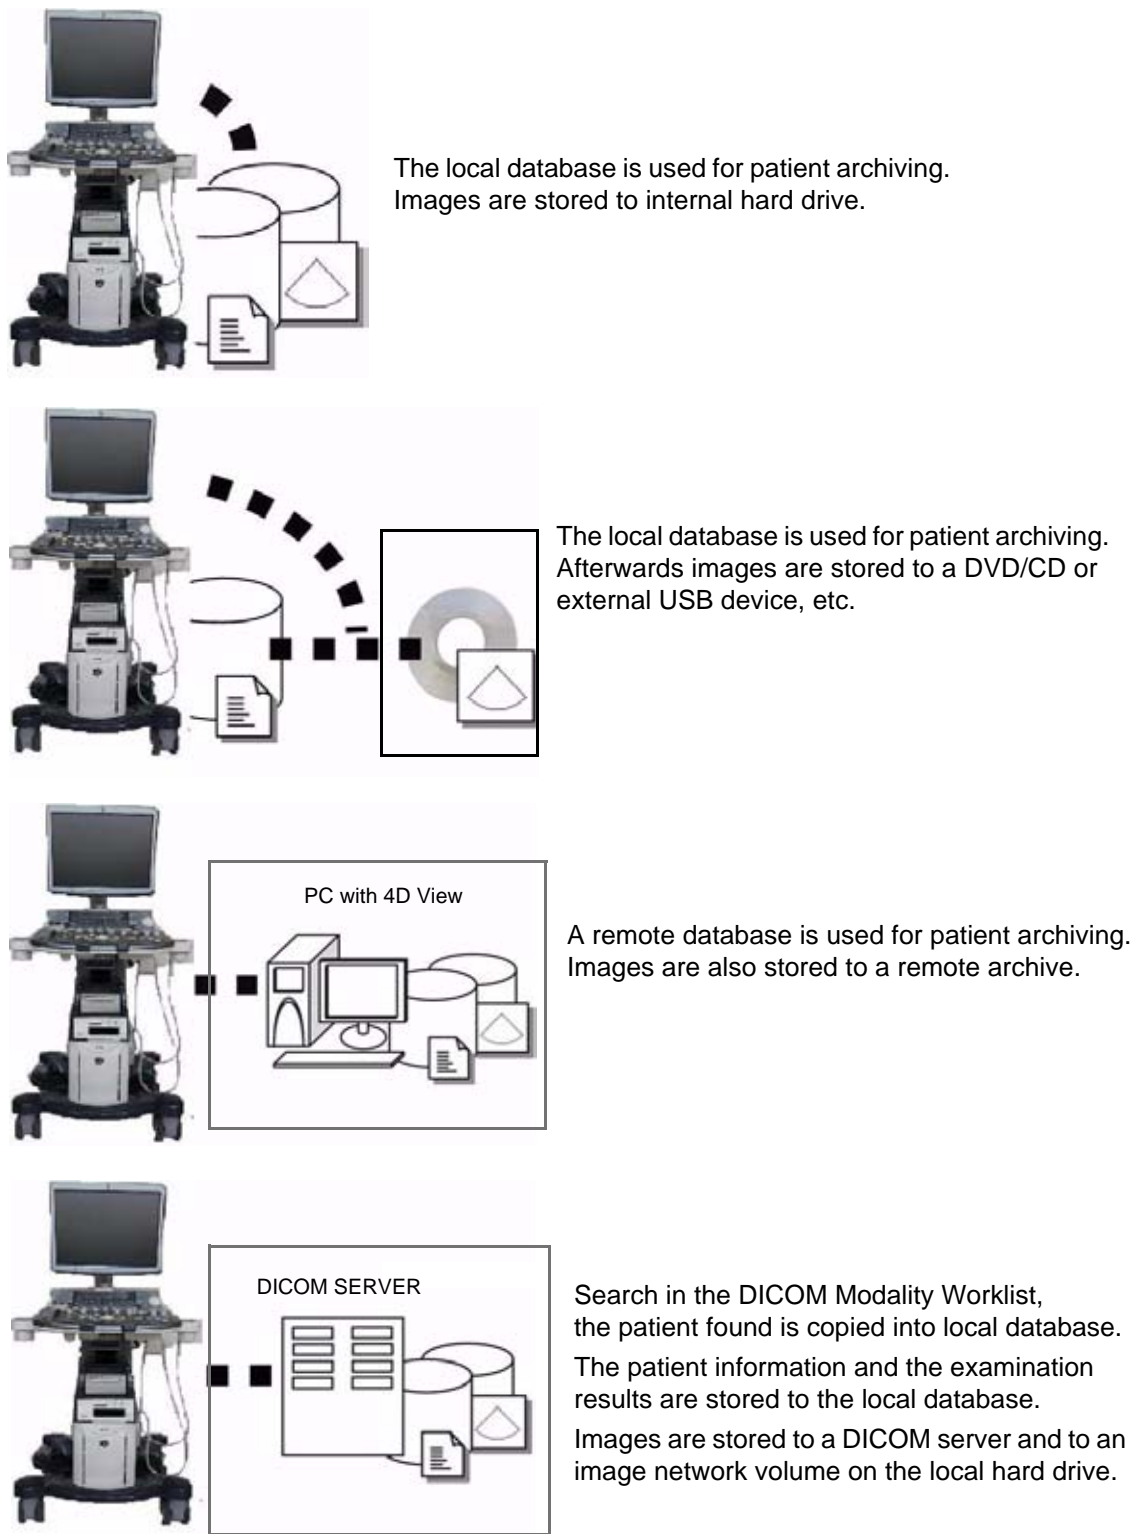 The local database is used for patient archiving.
Images are stored to internal hard drive.
The local database is used for patient archiving.
Afterwards images are stored to a DVD/CD or
external USB device, etc.
PC with 4D View
A remote database is used for patient archiving.
Images are also stored to a remote archive.
DICOM SERVER
Search in the DICOM Modality Worklist,
the patient found is copied into local database.
The patient information and the examination
results are stored to the local database.
Images are stored to a DICOM server and to an
image network volume on the local hard drive.